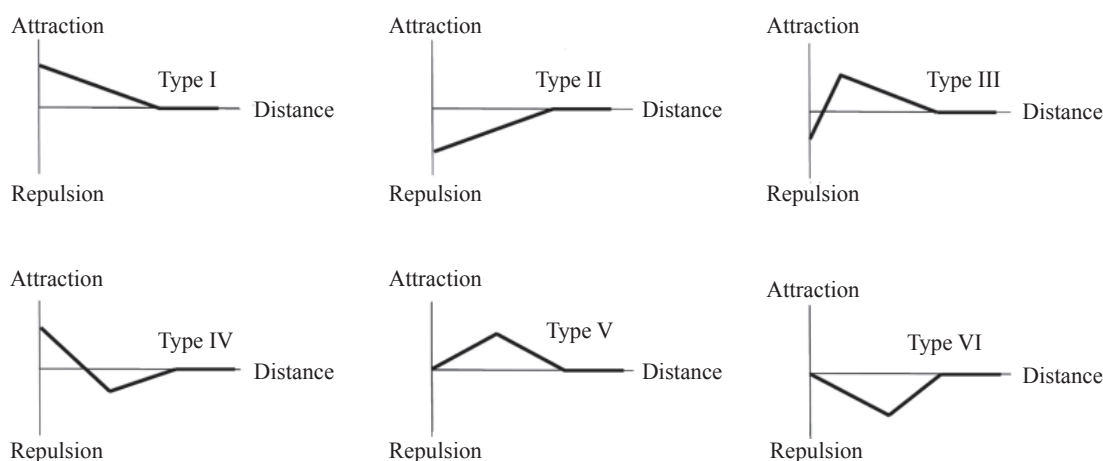 Attraction
Type I
Distance
Repulsion
Attraction
Type II
Distance
Repulsion
Attraction
Type III
Distance
Repulsion
Attraction
Type IV
Distance
Repulsion
Attraction
Type V
Distance
Repulsion
Attraction
Type VI
Distance
Repulsion